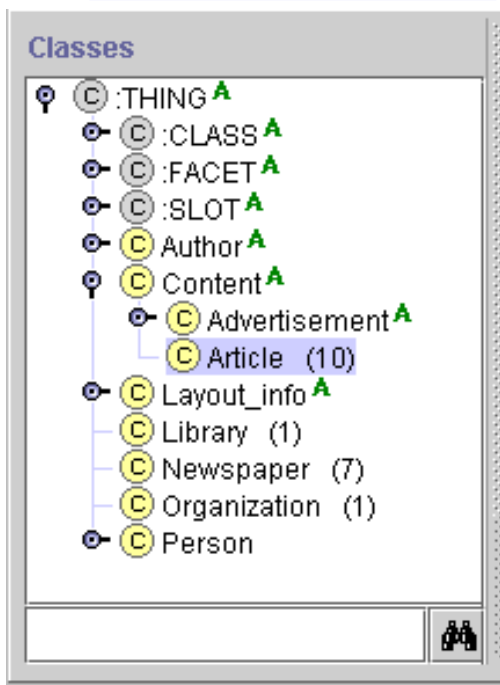 Classes
C :THING A
C :CLASS A
C :FACET A
C :SLOT A
C Author A
C Content A
C Advertisement A
C Article (10)
C Layout_info A
C Library (1)
C Newspaper (7)
C Organization (1)
C Person